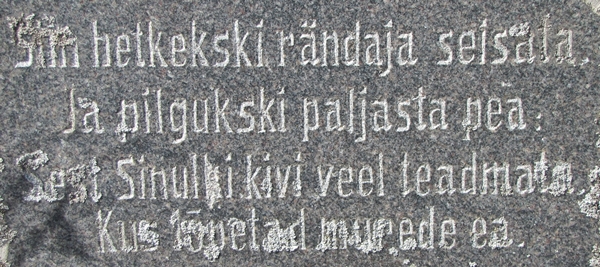 Siin hetkekski rändaja seisata,
Ja pilgukski paljasta pea:
Sest Sinulgi kivi veel teadmata,
Kus lõpetad murede ea.